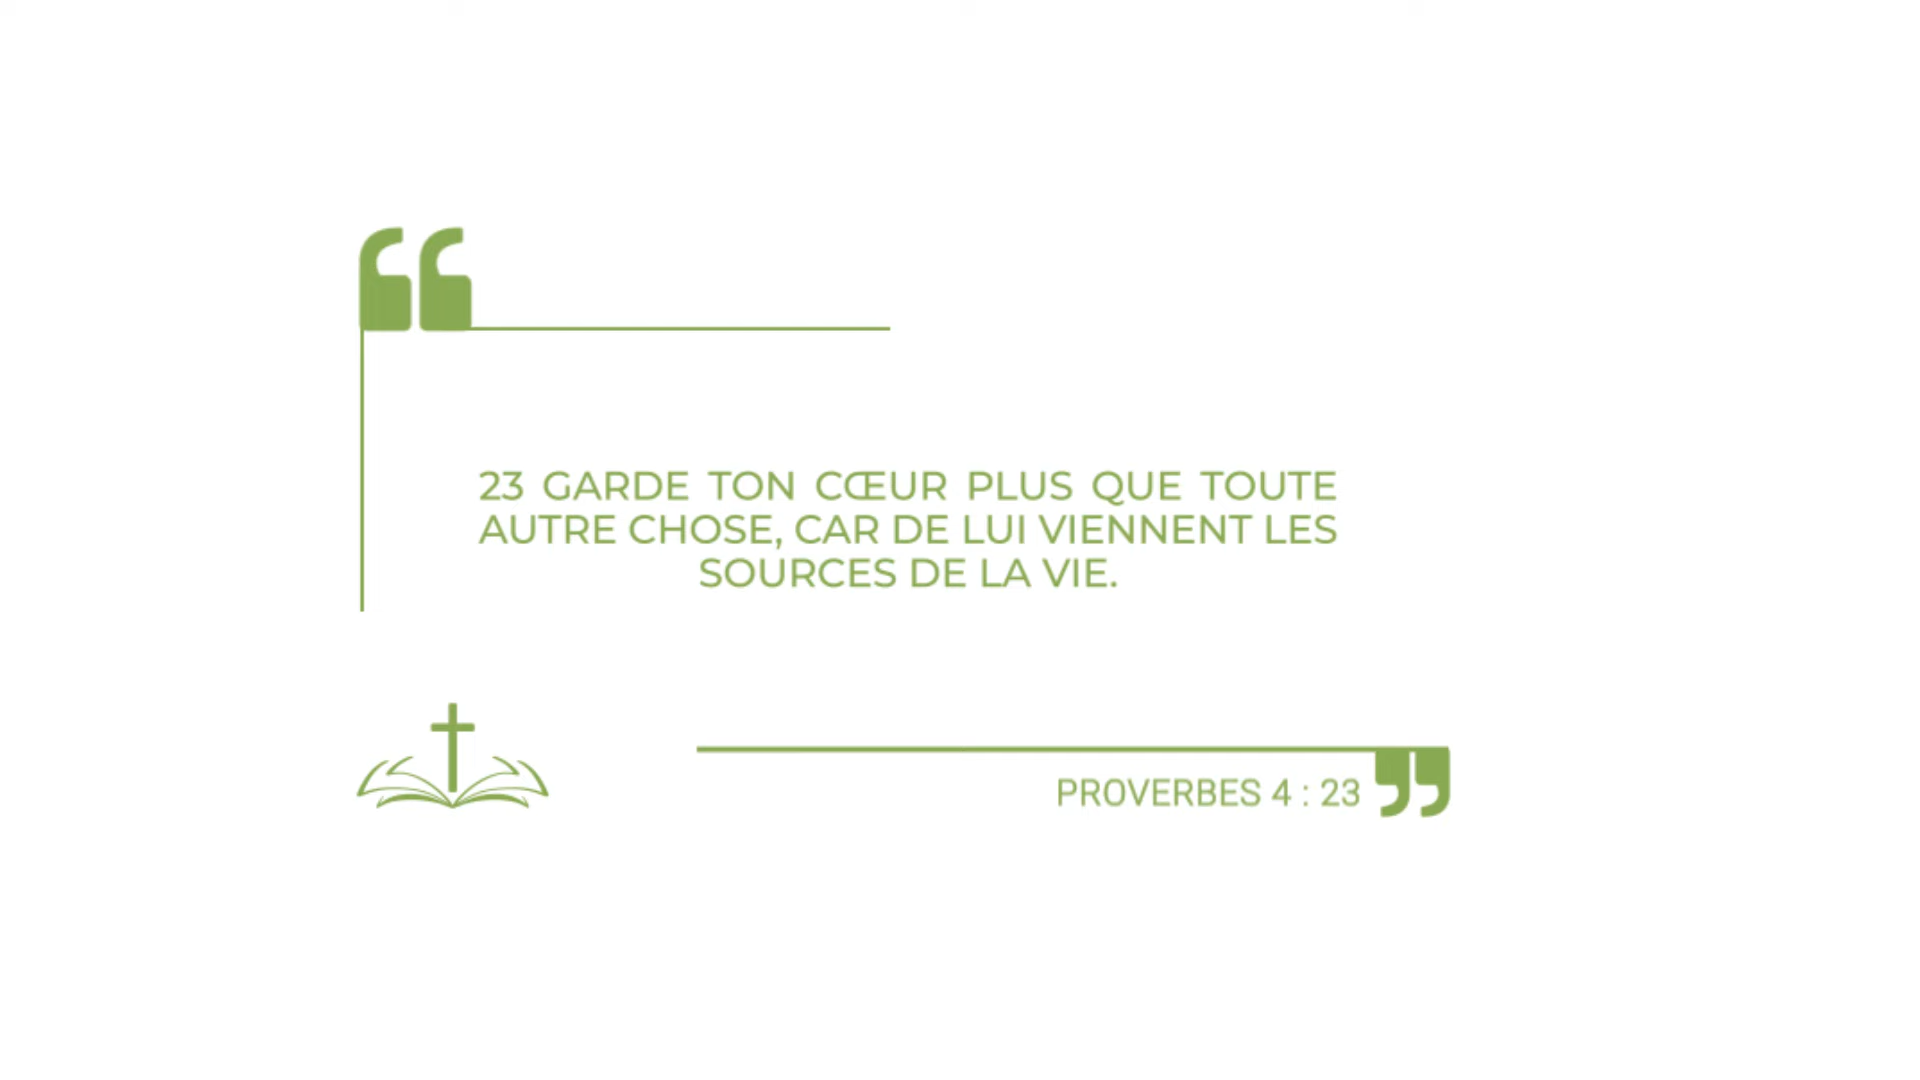 23 GARDE TON CŒUR PLUS QUE TOUTE
AUTRE CHOSE, CAR DE LUI VIENNENT LES
SOURCES DE LA VIE.
PROVERBES 4 : 23